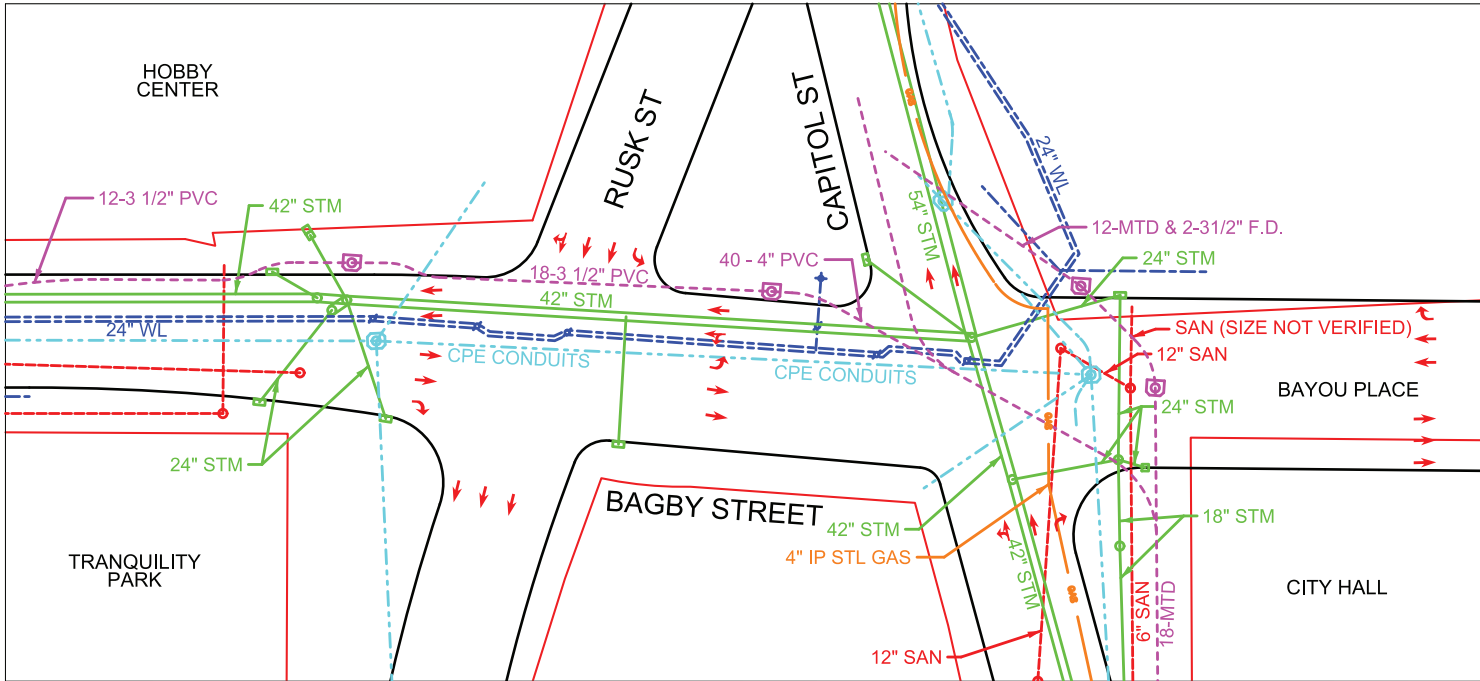 HOBBY
CENTER
RUSK ST
CAPITOL ST
24" WL
12-3 1/2" PVC
42" STM
54" STM
12-MTD & 2-31/2" F.D.
24" STM
40 - 4" PVC
18-3 1/2" PVC
42" STM
GAS
24" WL
CPE CONDUITS
CPE CONDUITS
SAN (SIZE NOT VERIFIED)
12" SAN
BAYOU PLACE
24" STM
GAS
24" STM
BAGBY STREET
42" STM
4" IP STL GAS
18" STM
42" STM
TRANQUILITY
PARK
CITY HALL
GAS
6" SAN
18-MTD
12" SAN